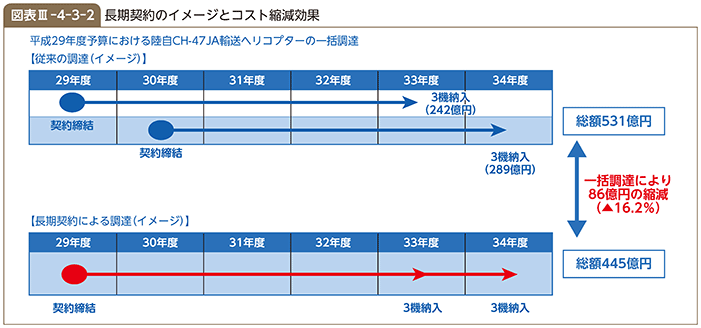 図表Ⅲ-4-3-2 長期契約のイメージとコスト縮減効果
平成29年度予算における陸自CH-47JA輸送ヘリコプターの一括調達
【従来の調達(イメージ)】
29年度 30年度 31年度 32年度 33年度 34年度
3機納入
(242億円)
契約締結
契約締結
3機納入
(289億円)
総額531億円
一括調達により
86億円の縮減
(▲16.2%)
【長期契約による調達(イメージ)】
29年度 30年度 31年度 32年度 33年度 34年度
契約締結 3機納入 3機納入
総額445億円